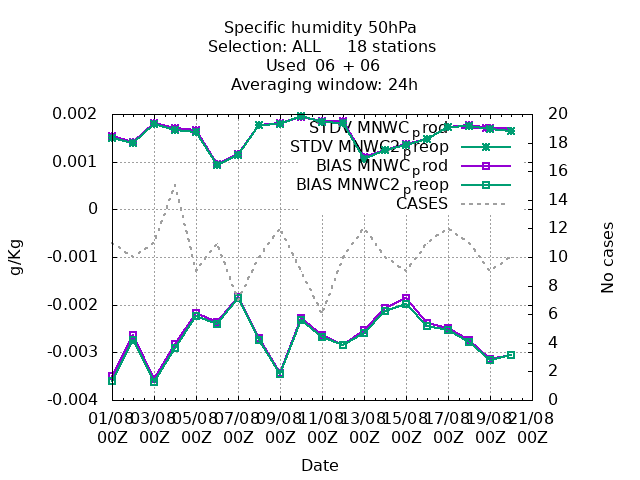 Specific humidity 50hPa
Selection: ALL 18 stations
Used 06 + 06
Averaging window: 24h
0.002
0.001
0
-0.001
-0.002
-0.003
-0.004
g/Kg
STDV MNWC_prod
STDV MNWC2_preop
BIAS MNWC_prod
BIAS MNWC2_preop
CASES
20
18
16
14
12
10
8
6
4
2
0
No cases
01/08 03/08 05/08 07/08 09/08 11/08 13/08 15/08 17/08 19/08 21/08
00Z 00Z 00Z 00Z 00Z 00Z 00Z 00Z 00Z 00Z 00Z
Date